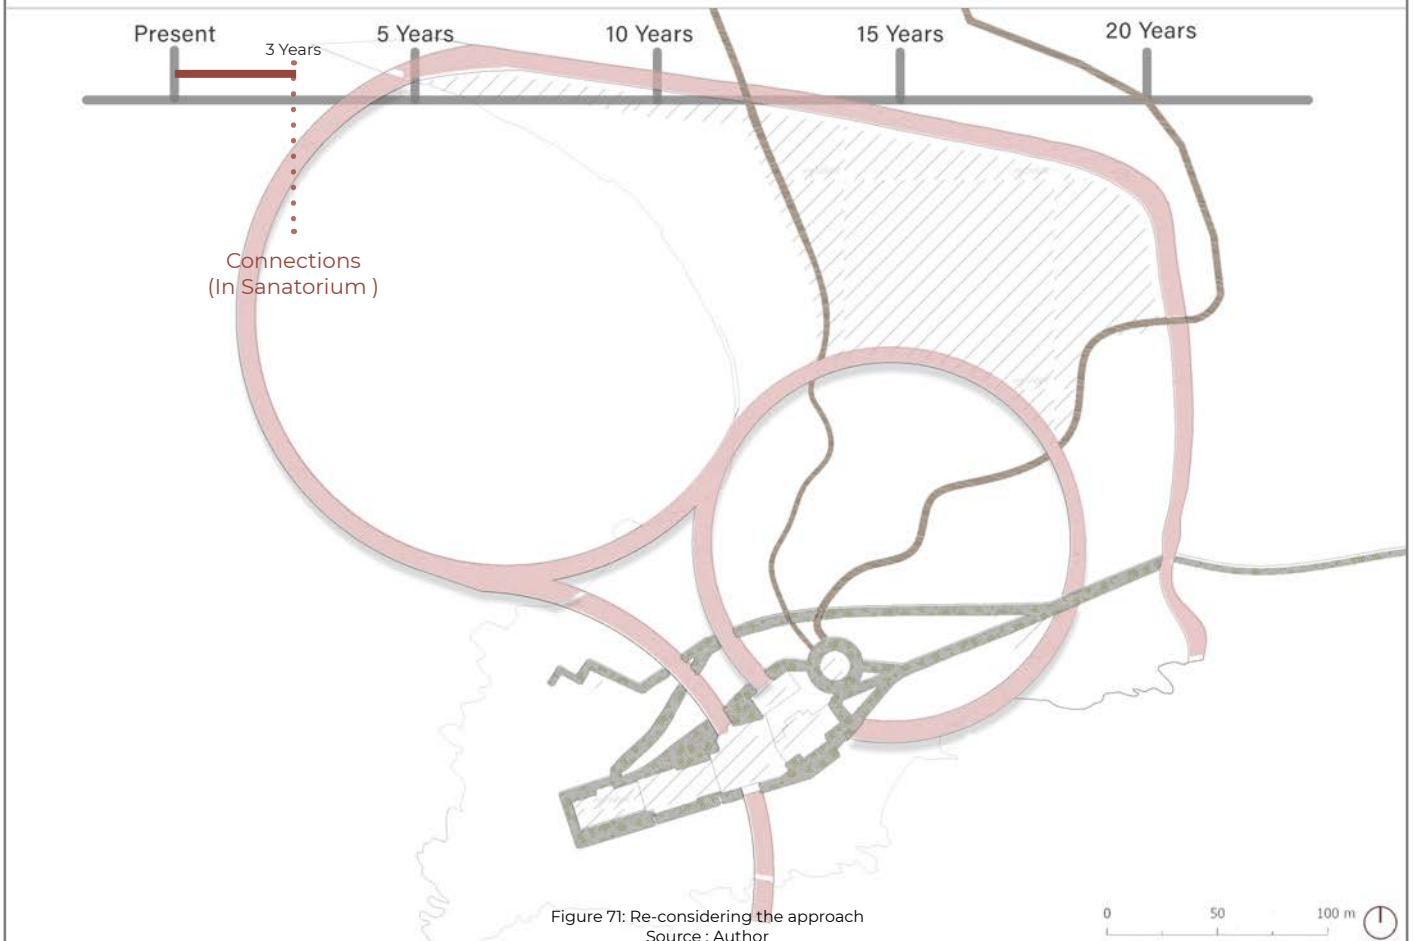 Present
3 Years
5 Years
10 Years
15 Years
20 Years
Connections
(In Sanatorium )
Figure 71: Re-considering the approach
Source : Author
0
50
100 m